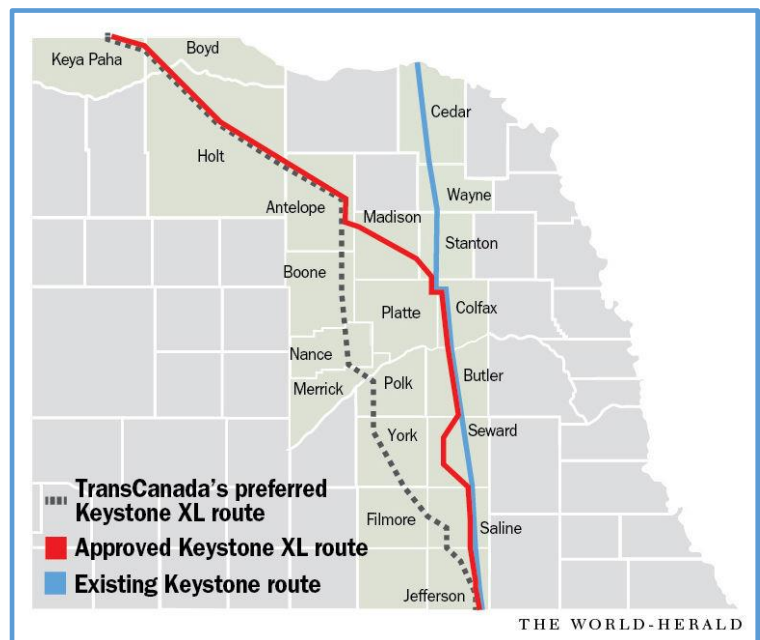 Boyd
Keya Paha
Cedar
Holt
Wayne
Antelope
Madison
Stanton
Boone
Platte
Colfax
Nance
Merrick
Polk
Butler
York
Seward
TransCanada's preferred
Keystone XL route
Filmore
Saline
Approved Keystone XL route
Existing Keystone route
Jefferson
THE WORLD-HERALD